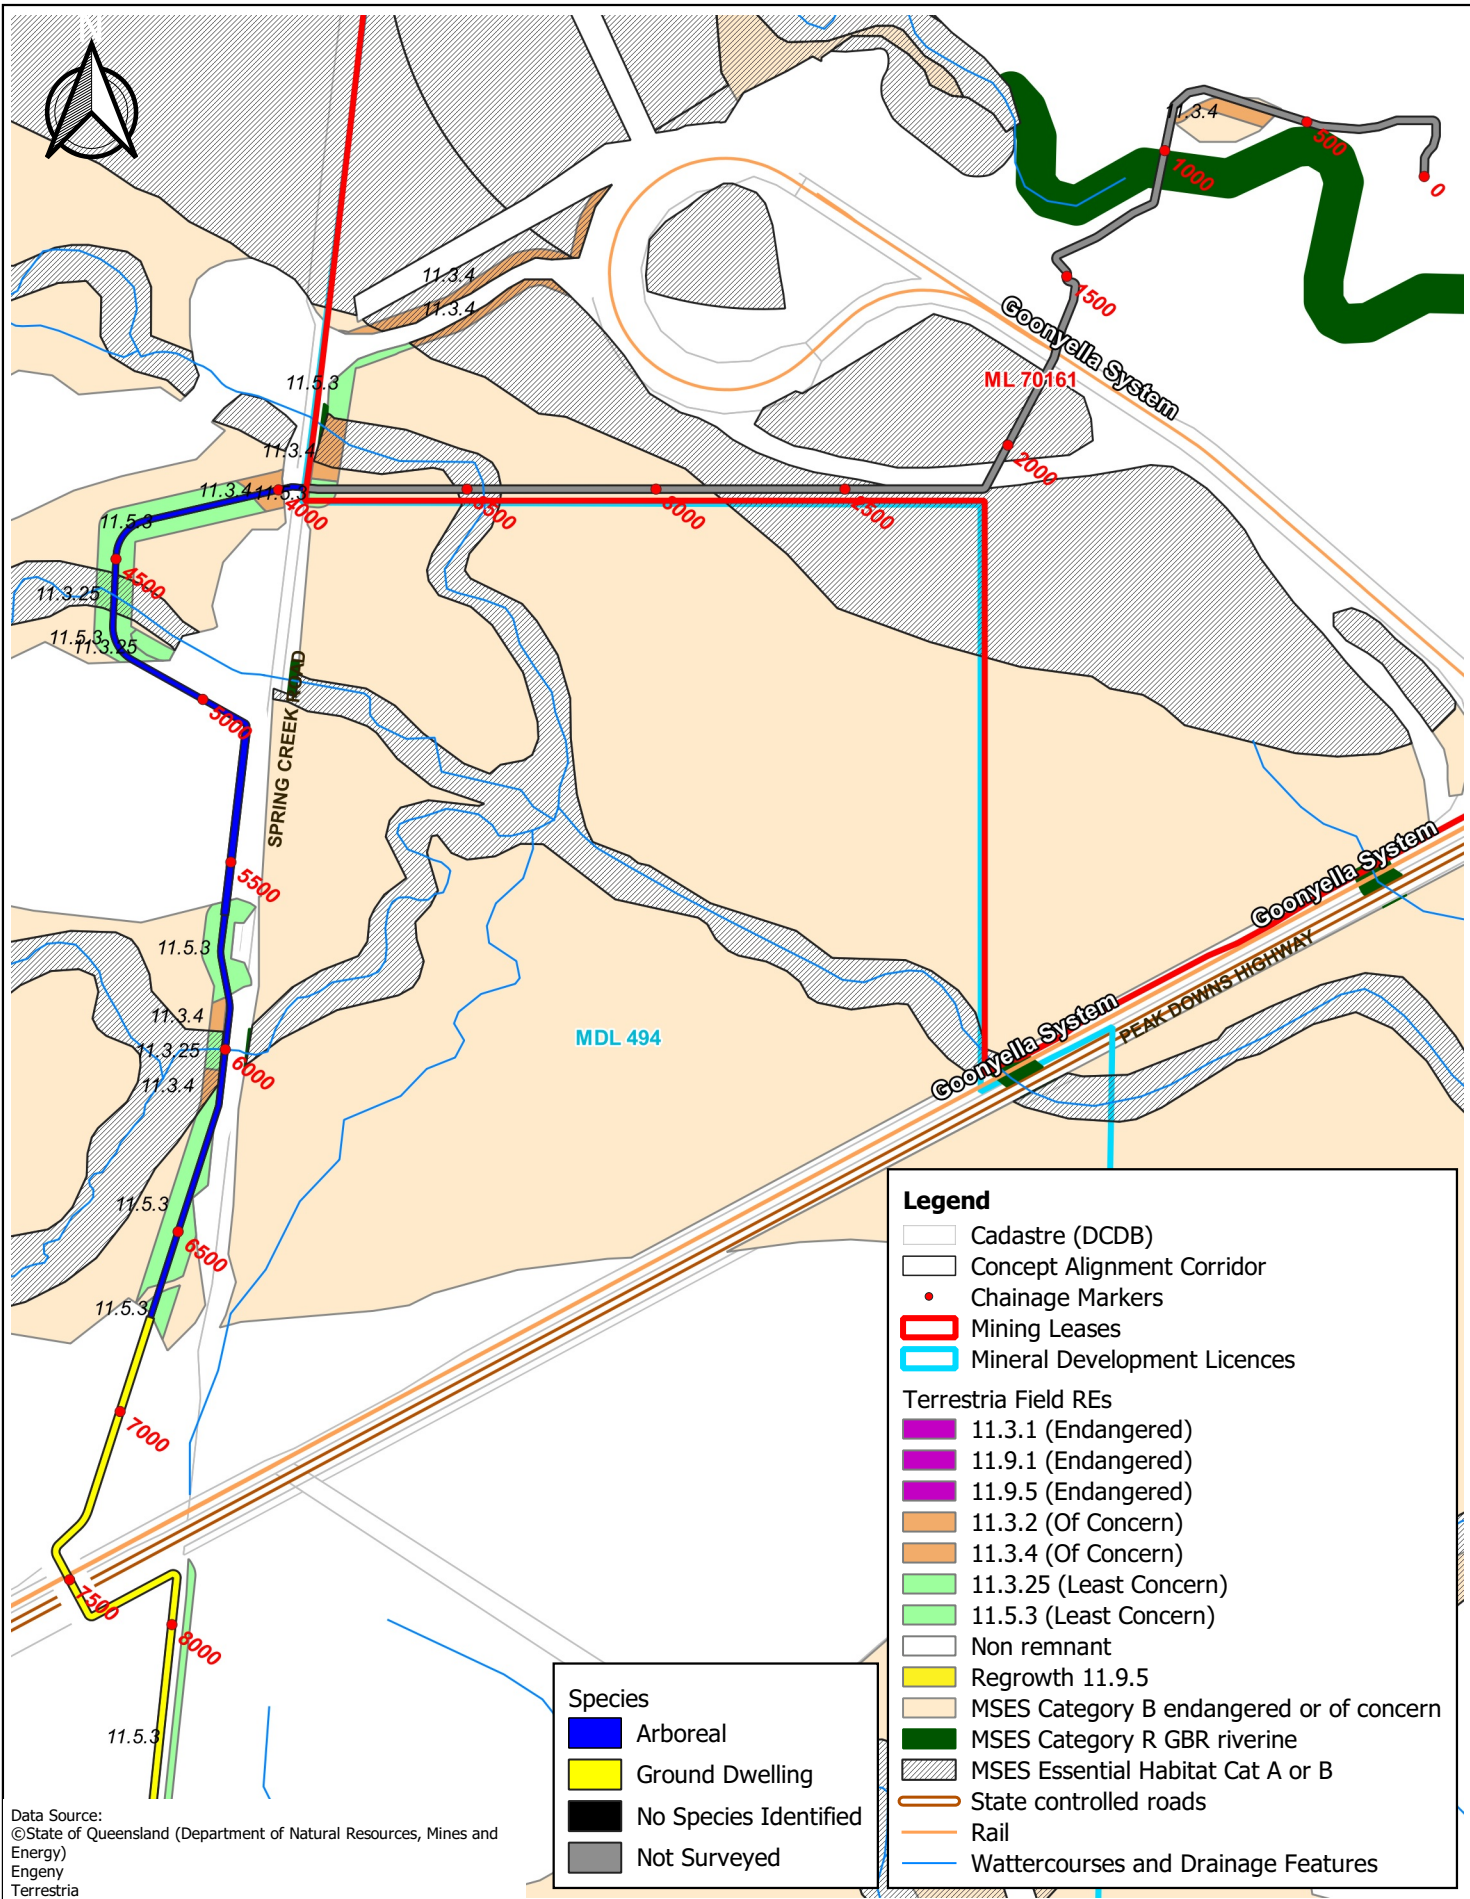 N
11.3.4
500
0
1000
1500
11.3.4
11.3.4
Goonyella System
ML 70161
11.5.3
11.3.4
2000
11.3.4
11.5.3
4000
3500
3000
2500
11.5.3
4500
11.3.25
11.5.3
11.3.25
5000
SPRING CREEK ROAD
5500
Goonyella System
11.5.3
PEAK DOWNS HIGHWAY
11.3.4
Goonyella System
MDL 494
11.3.25
6000
11.3.4
11.5.3
6500
11.5.3
7000
7500
8000
11.5.3
Legend
Cadastre (DCDB)
Concept Alignment Corridor
Chainage Markers
Mining Leases
Mineral Development Licences
Terrestria Field REs
11.3.1 (Endangered)
11.9.1 (Endangered)
11.9.5 (Endangered)
11.3.2 (Of Concern)
11.3.4 (Of Concern)
11.3.25 (Least Concern)
11.5.3 (Least Concern)
Non remnant
Regrowth 11.9.5
MSES Category B endangered or of concern
MSES Category R GBR riverine
MSES Essential Habitat Cat A or B
State controlled roads
Rail
Wattercourses and Drainage Features
Species
Arboreal
Ground Dwelling
No Species Identified
Not Surveyed
Data Source:
©State of Queensland (Department of Natural Resources, Mines and
Energy)
Engeny
Terrestria